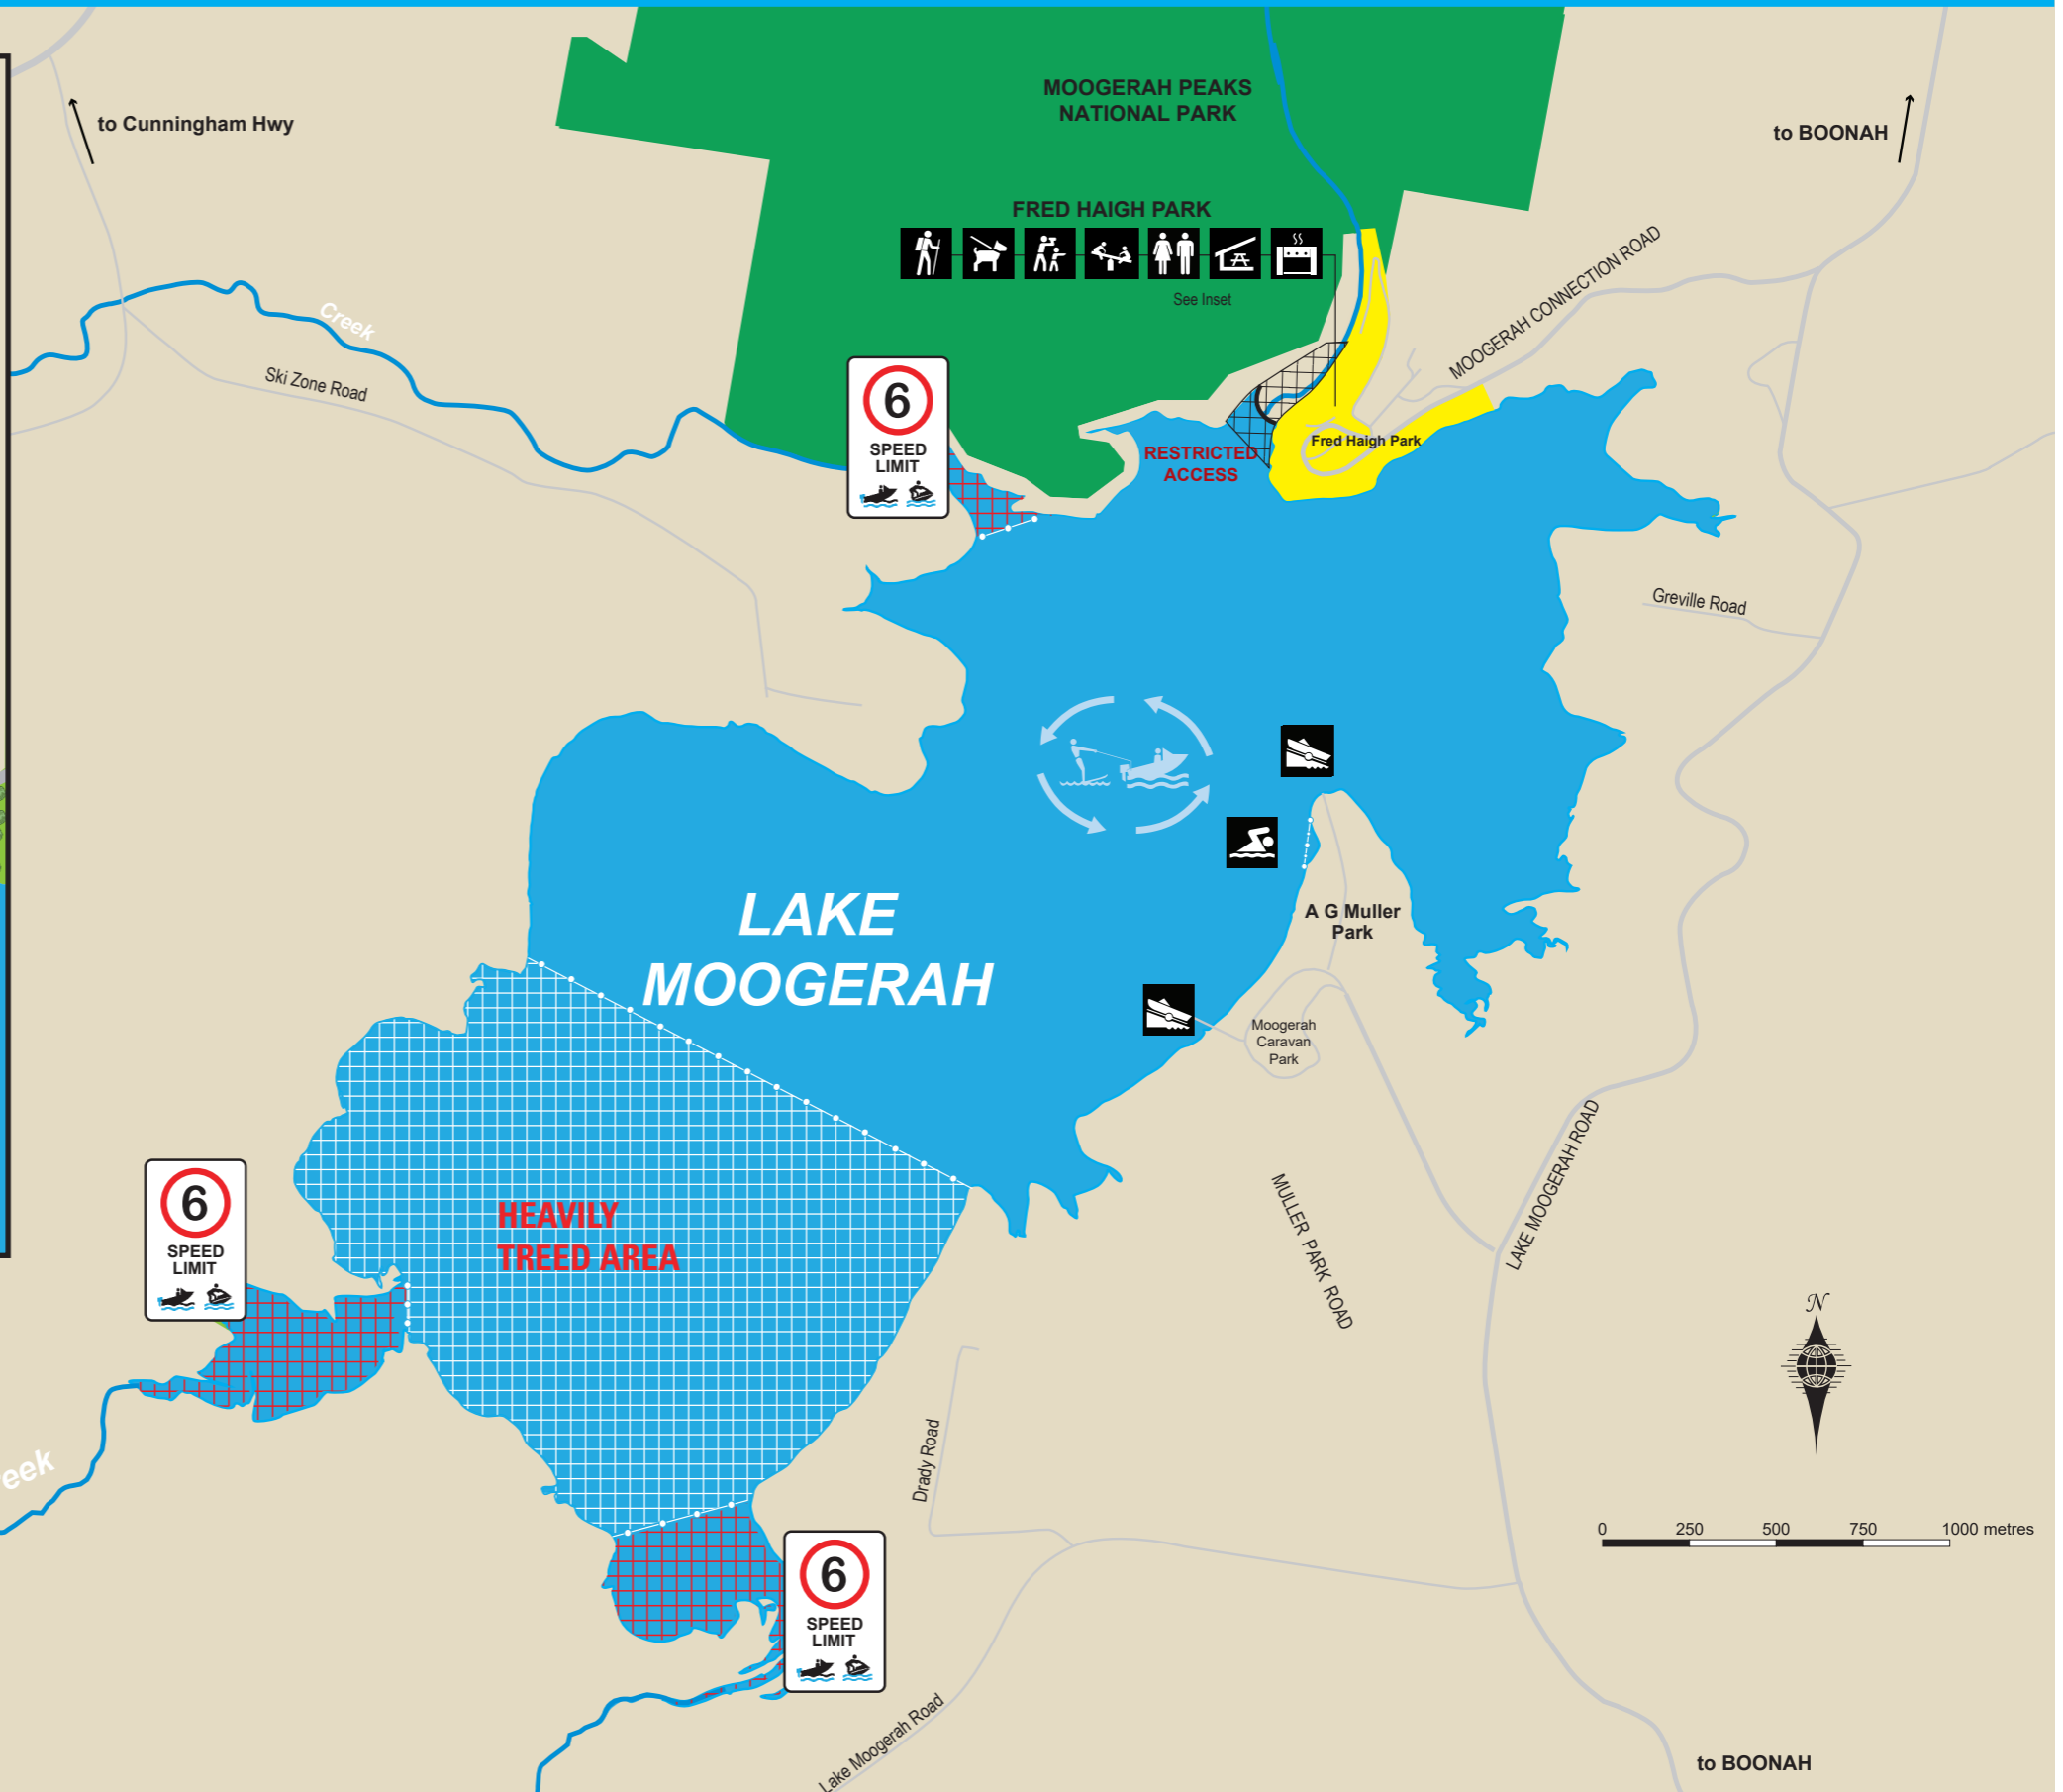 MOOGERAH PEAKS
NATIONAL PARK
to Cunningham Hwy
to BOONAH
FRED HAIGH PARK
See Inset
MOOGERAH CONNECTION ROAD
Creek
Ski Zone Road
6
SPEED
LIMIT
RESTRICTED
ACCESS
Fred Haigh Park
Greville Road
LAKE
MOOGERAH
A G Muller
Park
Moogerah
Caravan
Park
HEAVILY
TREED AREA
6
SPEED
LIMIT
MULLER PARK ROAD
LAKE MOOGERAH ROAD
N
eek
Drady Road
0 250 500 750 1000 metres
6
SPEED
LIMIT
Lake Moogerah Road
to BOONAH